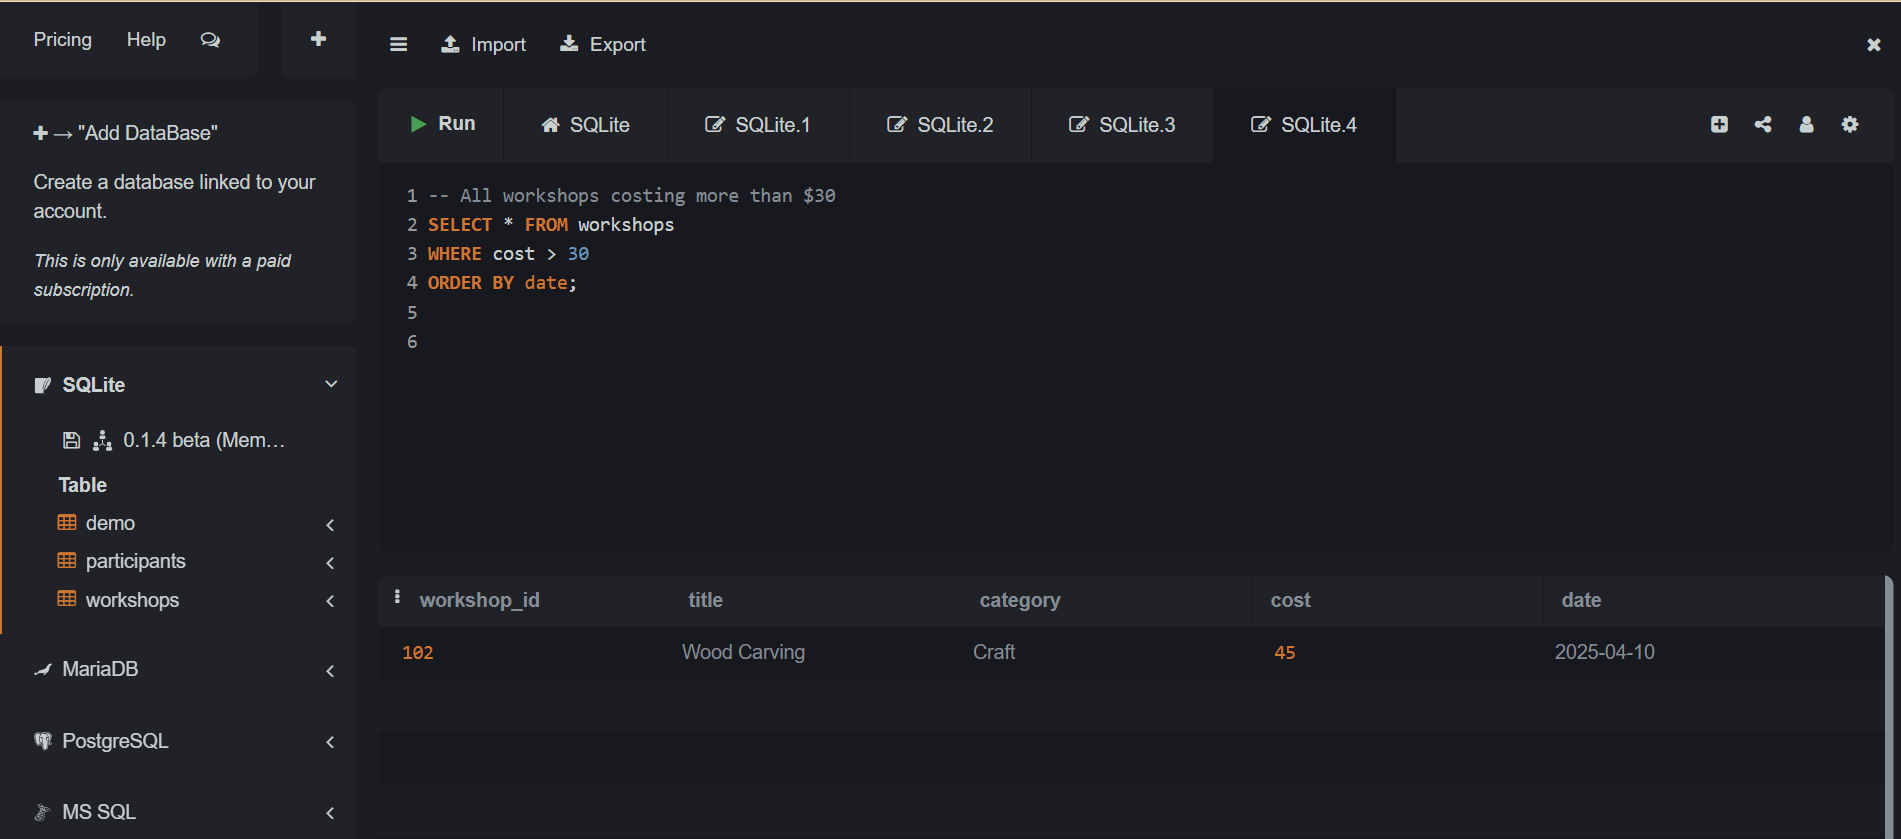 Pricing Help
Import Export
"Add DataBase"
Create a database linked to your
account.
This is only available with a paid
subscription.
SQLite
0.1.4 beta (Mem...
Table
demo
participants
workshops
MariaDB
PostgreSQL
MS SQL
Run SQLite SQLite.1 SQLite.2 SQLite.3 SQLite.4
1 -- All workshops costing more than $30
2 SELECT * FROM workshops
3 WHERE cost > 30
4 ORDER BY date;
5
6
workshop_id title category cost date
102 Wood Carving Craft 45 2025-04-10